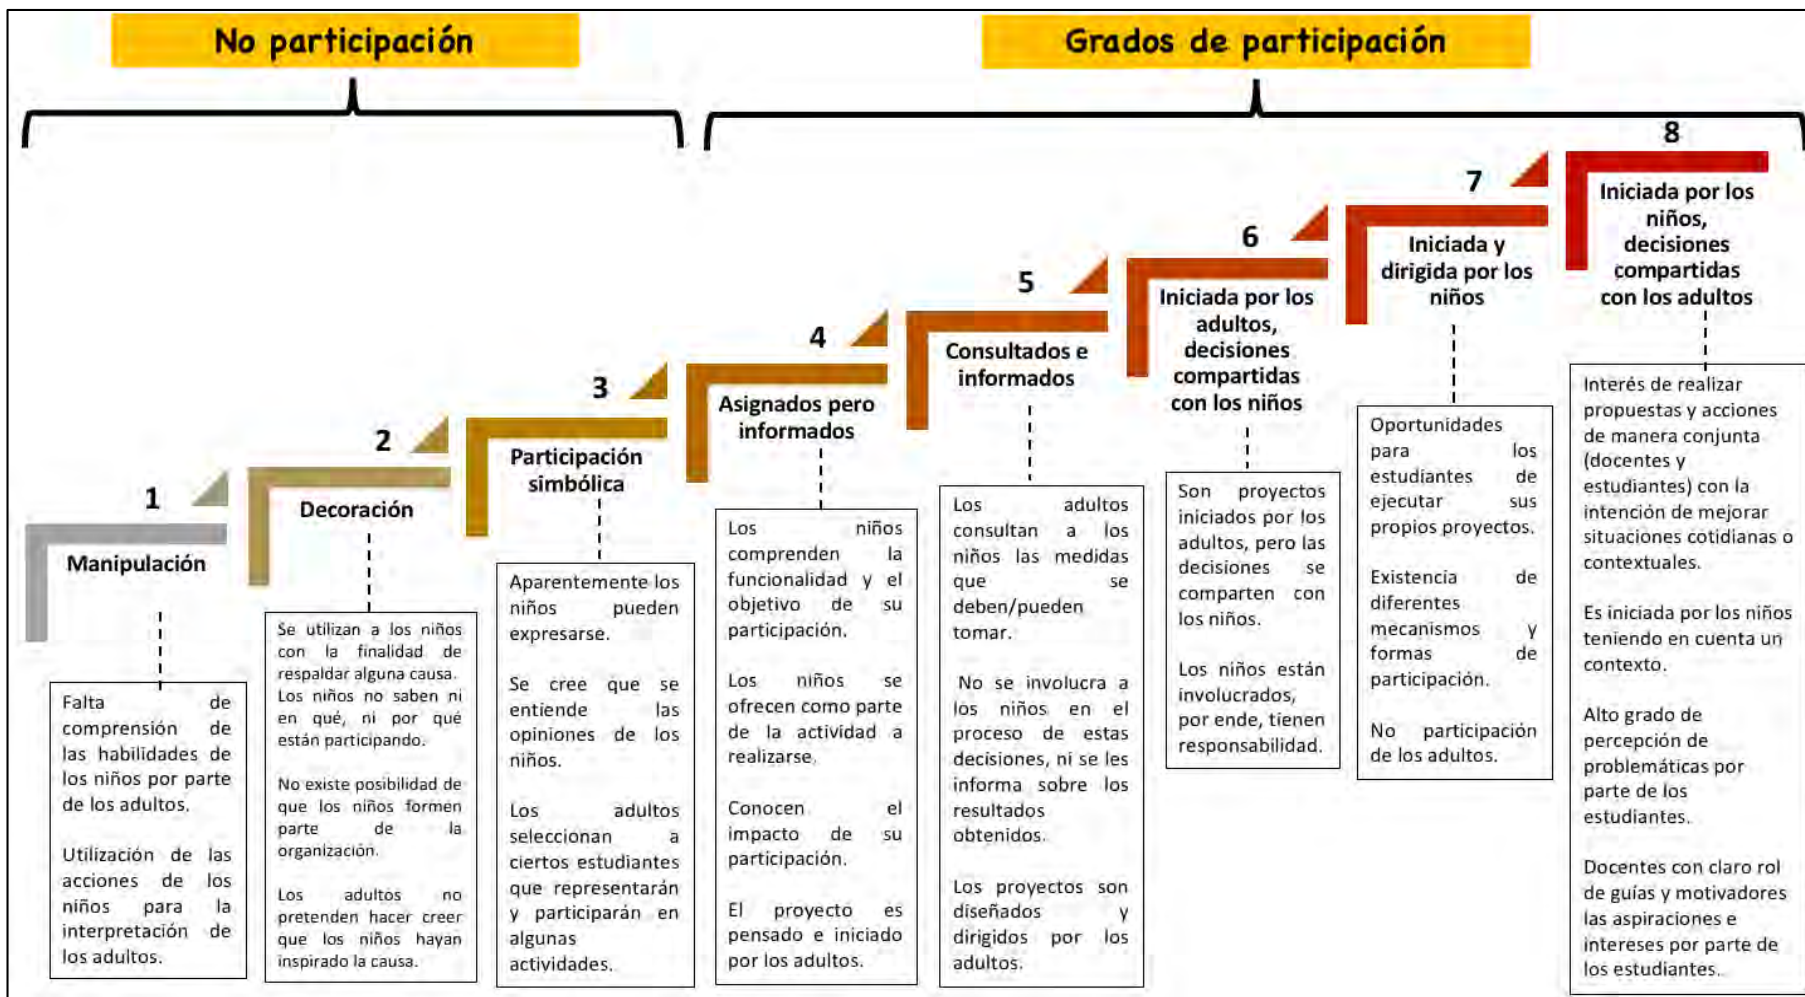 No participación
Grados de participación
1
Manipulación
Falta de
comprensión de
las habilidades de
los niños por parte
de los adultos.
Utilización de las
acciones de los
niños para la
interpretación de
los adultos.
2
Decoración
Se utilizan a los niños
con la finalidad de
respaldar alguna causa.
Los niños no saben ni
en qué, ni por qué
están participando.
No existe posibilidad de
que los niños formen
parte de la
organización.
Los adultos no
pretenden hacer creer
que los niños hayan
inspirado la causa.
3
Participación
simbólica
Aparentemente los
niños pueden
expresarse.
Se cree que se
entiende las
opiniones de los
niños.
Los adultos
seleccionan a
ciertos estudiantes
que representarán
y participarán en
algunas
actividades.
4
Asignados pero
informados
Los niños
comprenden la
funcionalidad y el
objetivo de su
participación.
Los niños se
ofrecen como parte
de la actividad a
realizarse.
Conocen el
impacto de su
participación.
El proyecto es
pensado e iniciado
por los adultos.
5
Consultados e
informados
Los adultos
consultan a los
niños las medidas
que se
deben/pueden
tomar.
No se involucra a
los niños en el
proceso de estas
decisiones, ni se les
informa sobre los
resultados
obtenidos.
Los proyectos son
diseñados y
dirigidos por los
adultos.
6
Iniciada por los
adultos,
decisiones
compartidas
con los niños
Son proyectos
iniciados por los
adultos, pero las
decisiones se
comparten con
los niños.
Los niños están
involucrados,
por ende, tienen
responsabilidad.
7
Iniciada y
dirigida por los
niños
Oportunidades
para los
estudiantes de
ejecutar sus
propios proyectos.
Existencia de
diferentes
mecanismos y
formas de
participación.
No participación
de los adultos.
8
Iniciada por los
niños,
decisiones
compartidas
con los adultos
Interés de realizar
propuestas y acciones
de manera conjunta
(docentes y
estudiantes) con la
intención de mejorar
situaciones cotidianas o
contextuales.
Es iniciada por los niños
teniendo en cuenta un
contexto.
Alto grado de
percepción de
problemáticas por
parte de los
estudiantes.
Docentes con claro rol
de guías y motivadores
las aspiraciones e
intereses por parte de
los estudiantes.